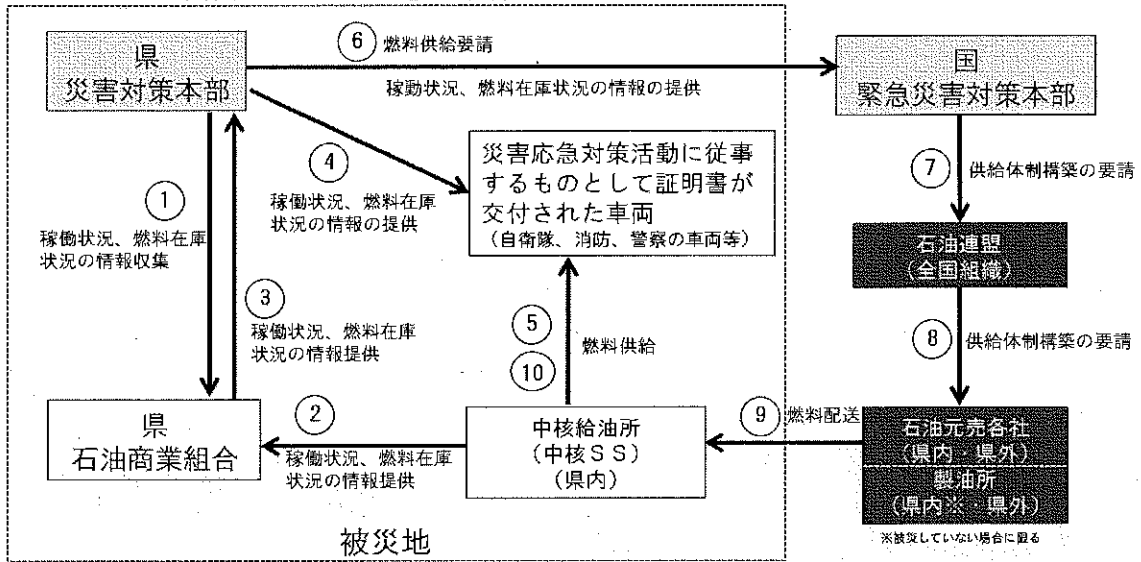 県
災害対策本部
⑥ 燃料供給要請
稼動状況、燃料在庫状況の情報の提供
国
緊急災害対策本部
④
稼働状況、燃料在庫
状況の情報の提供
災害応急対策活動に従事
するものとして証明書が
交付された車両
（自衛隊、消防、警察の車両等）
⑦ 供給体制構築の要請
①
稼働状況、燃料在庫
状況の情報収集
石油連盟
（全国組織）
③
稼働状況、燃料在庫
状況の情報提供
⑤
⑩
燃料供給
⑧ 供給体制構築の要請
県
石油商業組合
②
稼働状況、燃料在庫
状況の情報提供
中核給油所
（中核ＳＳ）
（県内）
⑨ 燃料配送
石油元売各社
（県内・県外）
製油所
（県内※・県外）
※被災していない場合に限る
被災地